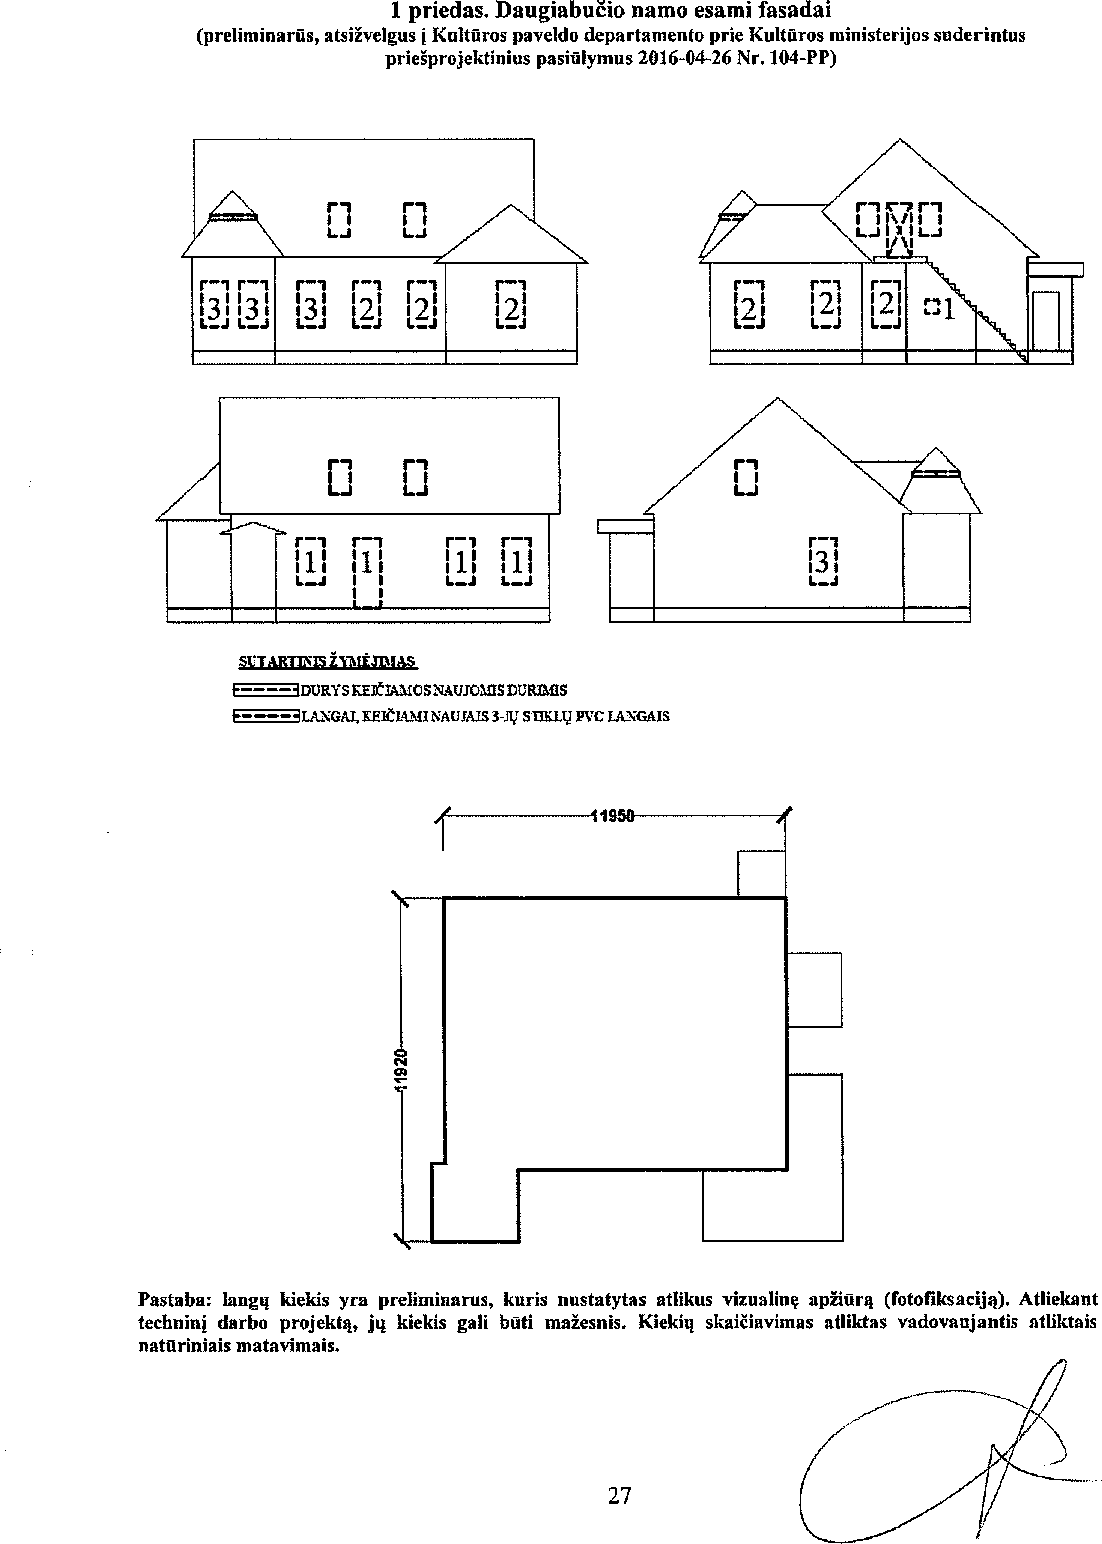 1 priedas. Daugiabučio namo esami fasadai
(preliminarūs, atsižvelgus į Kultūros paveldo departamento prie Kultūros ministerijos suderintus
priešprojektinius pasiūlymus 2016-04-26 Nr. 104-PP)
3 3 3 2 2 2
2 2 2 1
1 1 1 1
3
SUTARTINIS ŽYMĖJIMAS
DURYS KEIČIAMOS NAUJOMIS DURIMIS
LANGAI, KEIČIAMI NAUJAIS 3-JŲ STIKLŲ PVC LANGAIS
11950
11920
Pastaba: langų kiekis yra preliminarus, kuris nustatytas atlikus vizualinę apžiūrą (fotofiksaciją). Atliekant
techninį darbo projektą, jų kiekis gali būti mažesnis. Kiekių skaičiavimas atliktas vadovaujantis atliktais
natūriniais matavimais.
27